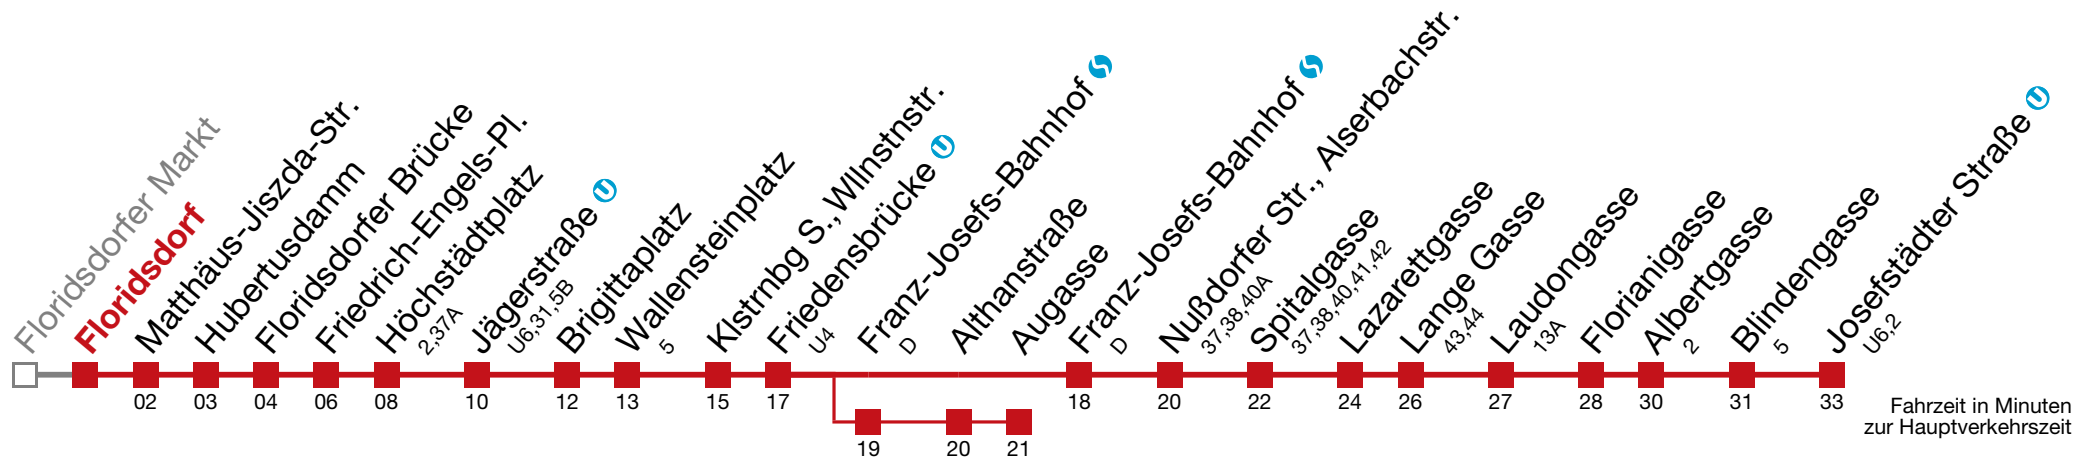 Floridsdorfer Markt
Floridsdorf
Matthäus-Jiszda-Str.
Hubertusdamm
Floridsdorfer Brücke
Friedrich-Engels-Pl.
Höchstädtplatz
2,37A
Jägerstraße U
U6,31,5B
Brigittaplatz
Wallensteinplatz
5
Klstrnbg S., Wllnstnstr.
Friedensbrücke U
U4
Franz-Josefs-Bahnhof S
D
Althanstraße
Augasse
Franz-Josefs-Bahnhof S
D
Nußdorfer Str., Alserbachstr.
37,38,40A
Spitalgasse
37,38,40,41,42
Lazarettgasse
Lange Gasse
43,44
Laudongasse
13A
Florianigasse
Albertgasse
2
Blindengasse
5
Josefstädter Straße U
U6,2
02 03 04 06 08 10 12 13 15 17 18 20 22 24 26 27 28 30 31 33
19 20 21
Fahrzeit in Minuten
zur Hauptverkehrszeit